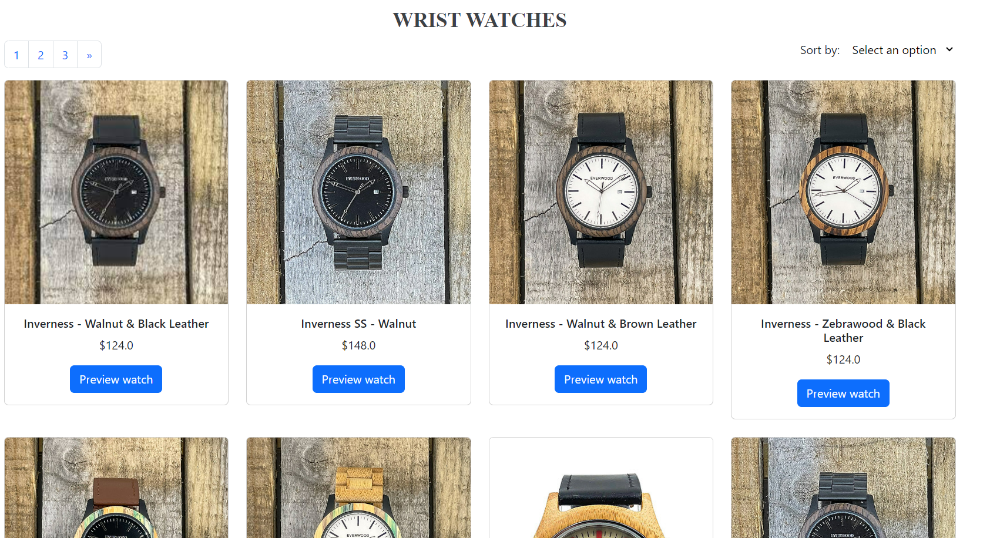 WRIST WATCHES
1 2 3 »
Sort by: Select an option
EVERWOOD
EVERWOOD
EVERWOOD
EVERWOOD
Inverness - Walnut & Black Leather
$124.0
Preview watch
Inverness SS - Walnut
$148.0
Preview watch
Inverness - Walnut & Brown Leather
$124.0
Preview watch
Inverness - Zebrawood & Black
Leather
$124.0
Preview watch
EVERWOOD
EVERWOOD
EVERWOOD